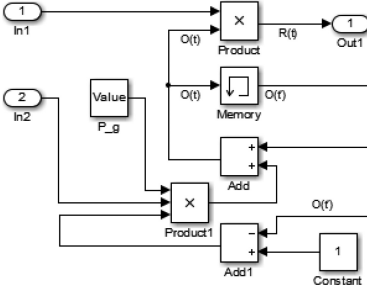 1
In1
O(t)
×
Product
R(t)
1
Out1
2
In2
Value
P_g
O(t)
Memory
O(t')
+
+
Add
×
Product1
O(t')
−
+
Add1
1
Constant